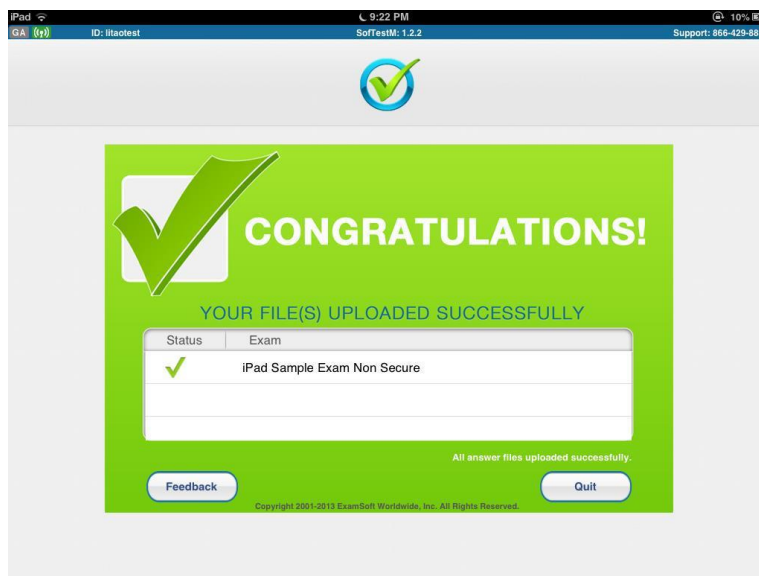 iPad 9:22 PM 10%
GA ID: litaotest SofTestM: 1.2.2 Support: 866-429-88
CONGRATULATIONS!
YOUR FILE(S) UPLOADED SUCCESSFULLY
Status Exam
iPad Sample Exam Non Secure
All answer files uploaded successfully.
Feedback Quit
Copyright 2001-2013 ExamSoft Worldwide, Inc. All Rights Reserved.